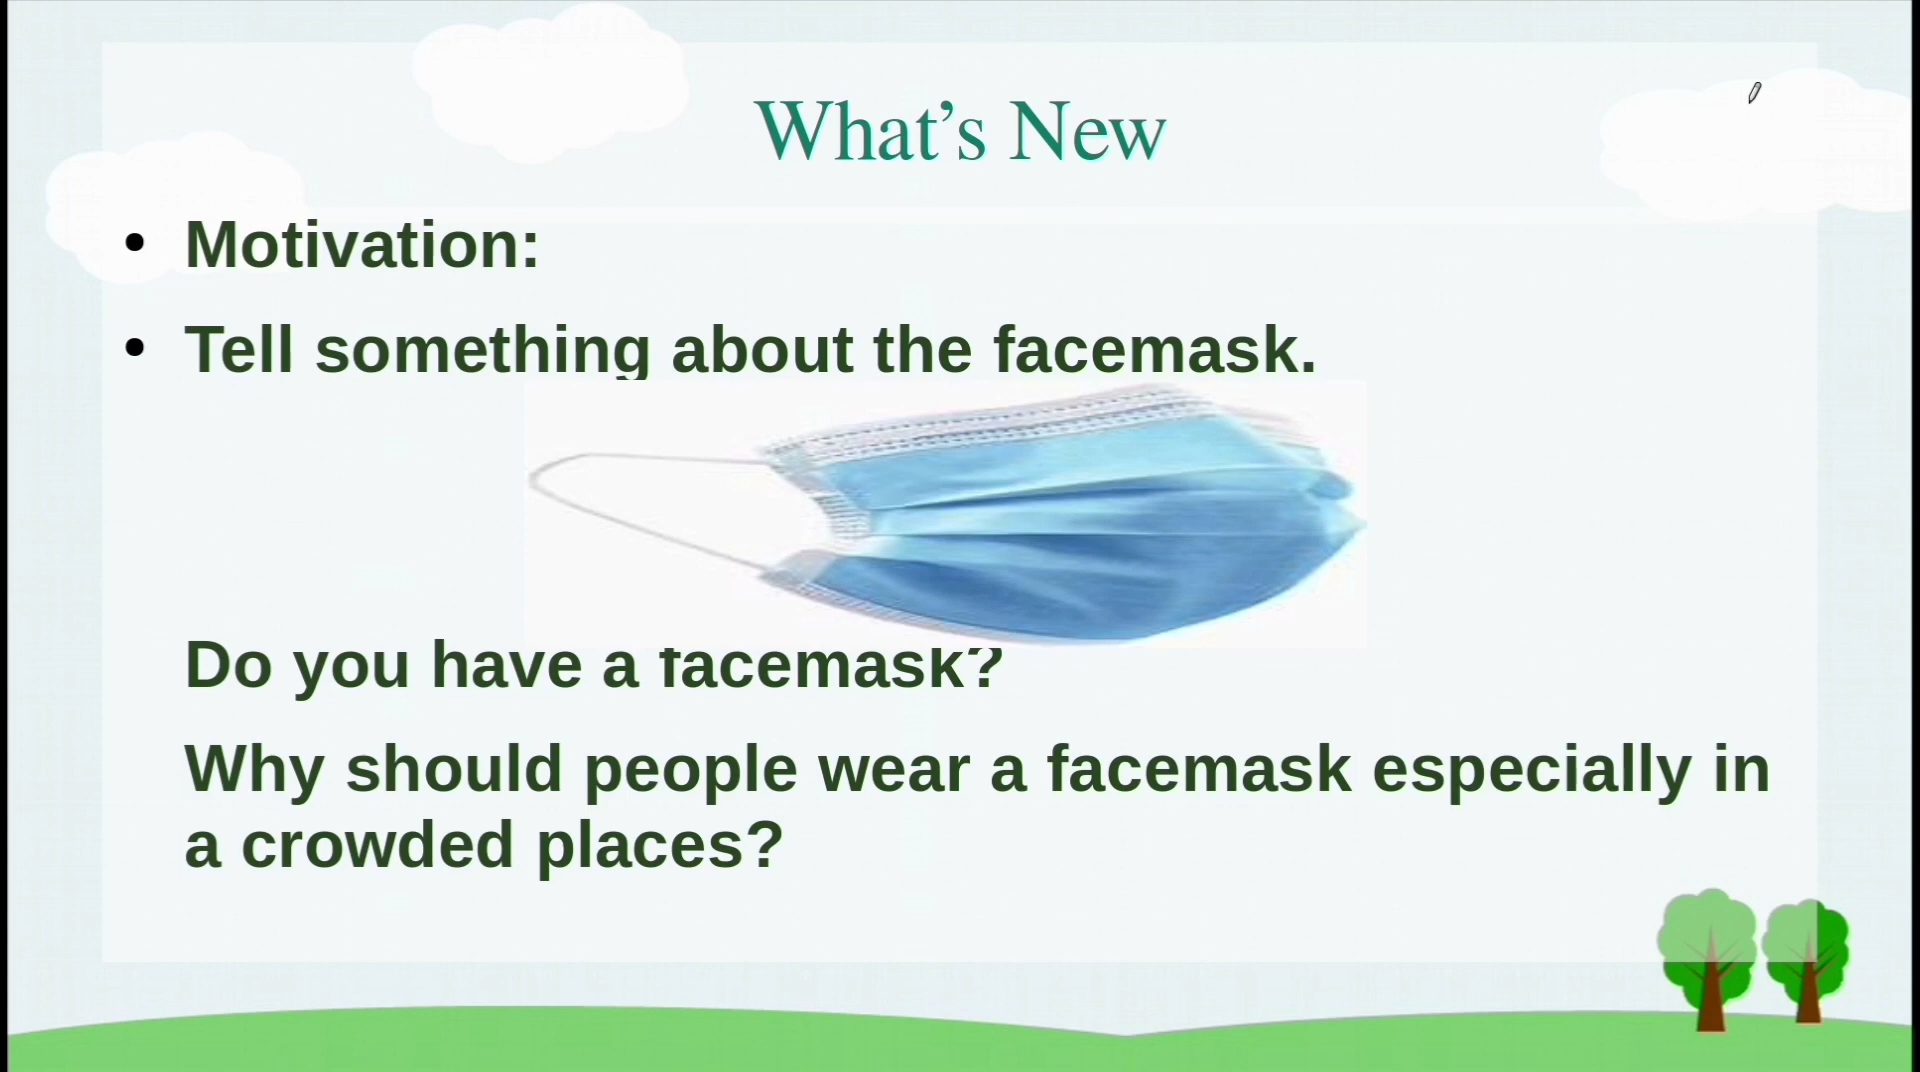 What’s New
• Motivation:
• Tell something about the facemask.
Do you have a facemask?
Why should people wear a facemask especially in
a crowded places?